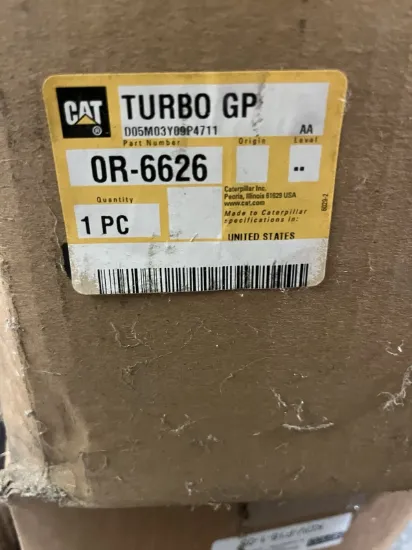 CAT
®
TURBO GP
D05M03Y09P4711
AA
Part Number
Origin
Level
0R-6626
..
Quantity
1 PC
Caterpillar Inc.
Peoria, Illinois 61629 USA
www.cat.com
Made to Caterpillar
specifications in:
UNITED STATES